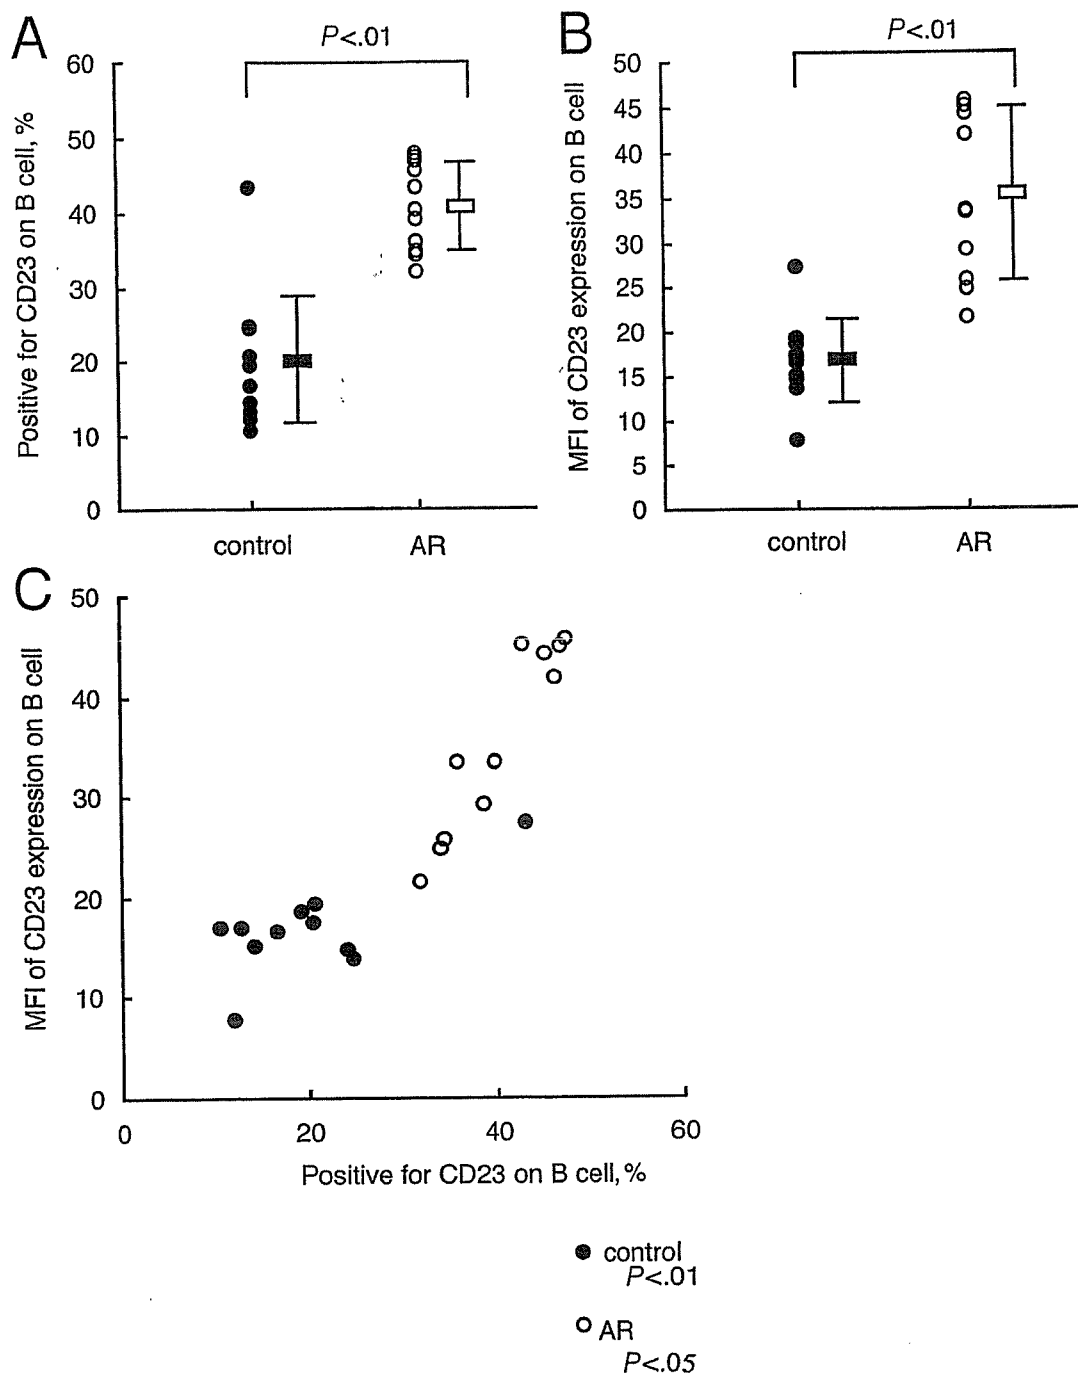 A
P<.01
Positive for CD23 on B cell, %
60
50
40
30
20
10
0
control
AR
B
P<.01
MFI of CD23 expression on B cell
50
45
40
35
30
25
20
15
10
5
0
control
AR
C
MFI of CD23 expression on B cell
50
40
30
20
10
0
0
20
40
60
Positive for CD23 on B cell, %
control
P<.01
AR
P<.05